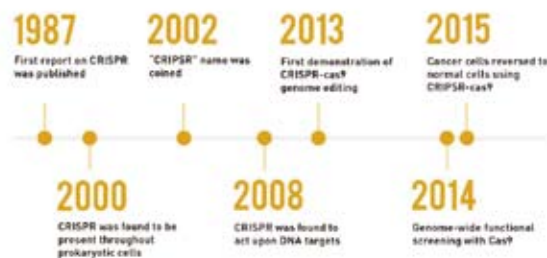 1987
First report on CRISPR
was published
2002
"CRIPSR" name was
coined
2013
First demonstration of
CRISPR-cas9
genome editing
2015
Cancer cells reversed to
normal cells using
CRIPSR-cas9
2000
CRISPR was found to be
present throughout
prokaryotic cells
2008
CRISPR was found to
act upon DNA targets
2014
Genome-wide functional
screening with Cas9